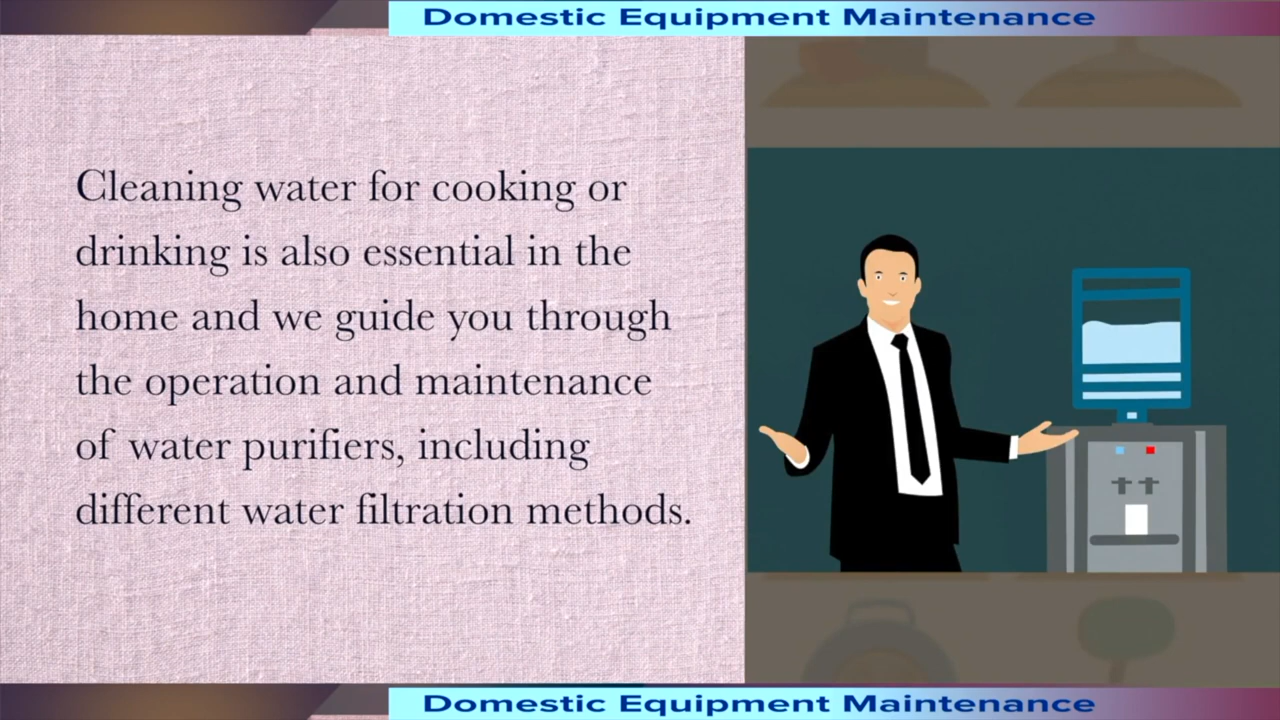 Domestic Equipment Maintenance
Cleaning water for cooking or
drinking is also essential in the
home and we guide you through
the operation and maintenance
of water purifiers, including
different water filtration methods.
Domestic Equipment Maintenance